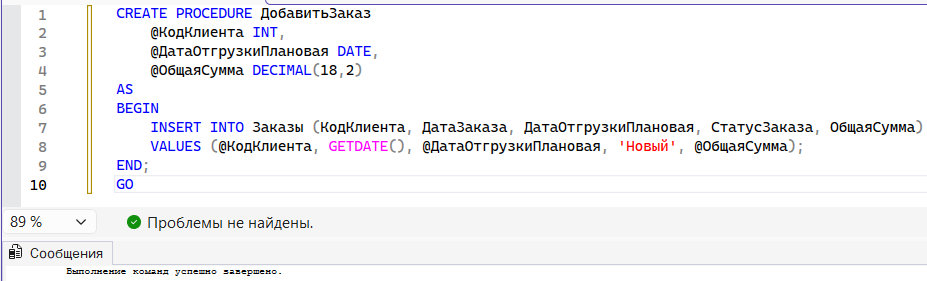 1 CREATE PROCEDURE ДобавитьЗаказ
2 @КодКлиента INT,
3 @ДатаОтгрузкиПлановая DATE,
4 @ОбщаяСумма DECIMAL(18,2)
5 AS
6 BEGIN
7 INSERT INTO Заказы (КодКлиента, ДатаЗаказа, ДатаОтгрузкиПлановая, СтатусЗаказа, ОбщаяСумма)
8 VALUES (@КодКлиента, GETDATE(), @ДатаОтгрузкиПлановая, 'Новый', @ОбщаяСумма);
9 END;
10 GO
89 % Проблемы не найдены.
Сообщения
Выполнение команд успешно завершено.